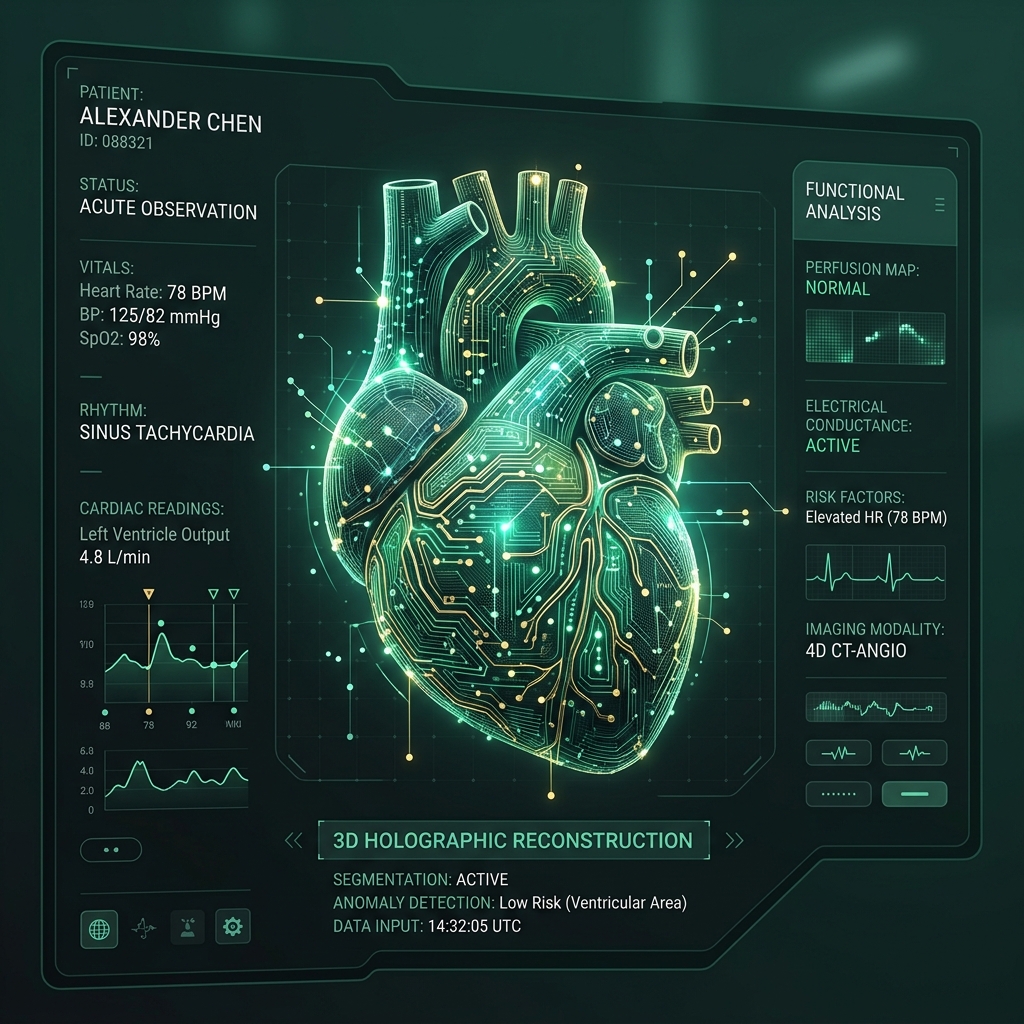 PATIENT:
ALEXANDER CHEN
ID: 088321
STATUS:
ACUTE OBSERVATION
VITALS:
Heart Rate: 78 BPM
BP: 125/82 mmHg
SpO2: 98%
RHYTHM:
SINUS TACHYCARDIA
CARDIAC READINGS:
Left Ventricle Output
4.8 L/min
8.8
88 78 92
6.8
4.0
2.0
0
3D HOLOGRAPHIC RECONSTRUCTION
SEGMENTATION: ACTIVE
ANOMALY DETECTION: Low Risk (Ventricular Area)
DATA INPUT: 14:32:05 UTC
FUNCTIONAL
ANALYSIS
PERFUSION MAP:
NORMAL
ELECTRICAL
CONDUCTANCE:
ACTIVE
RISK FACTORS:
Elevated HR (78 BPM)
IMAGING MODALITY:
4D CT-ANGIO